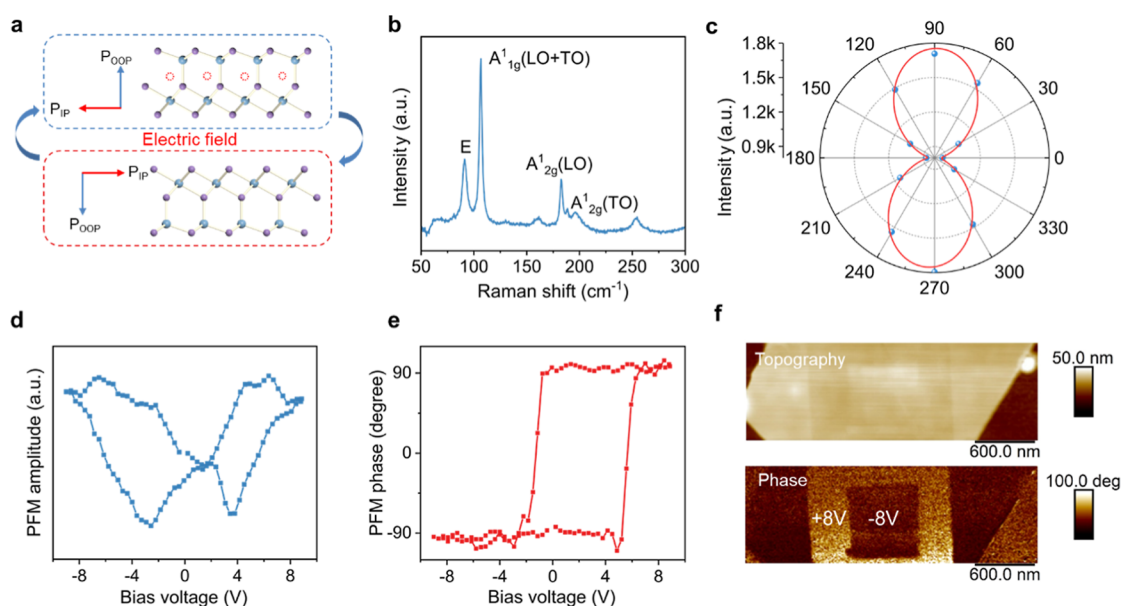 a
P_OOP
P_IP
Electric field
P_IP
P_OOP
b
Intensity (a.u.)
A¹₁g(LO+TO)
E
A¹₂g(LO)
A¹₂g(TO)
50 100 150 200 250 300
Raman shift (cm⁻¹)
c
Intensity (a.u.)
1.8k
1.5k
1.2k
0.9k
90
60
30
0
330
300
270
240
210
180
150
120
d
PFM amplitude (a.u.)
-8 -4 0 4 8
Bias voltage (V)
e
PFM phase (degree)
90
0
-90
-8 -4 0 4 8
Bias voltage (V)
f
Topography
50.0 nm
600.0 nm
Phase
+8V -8V
100.0 deg
600.0 nm